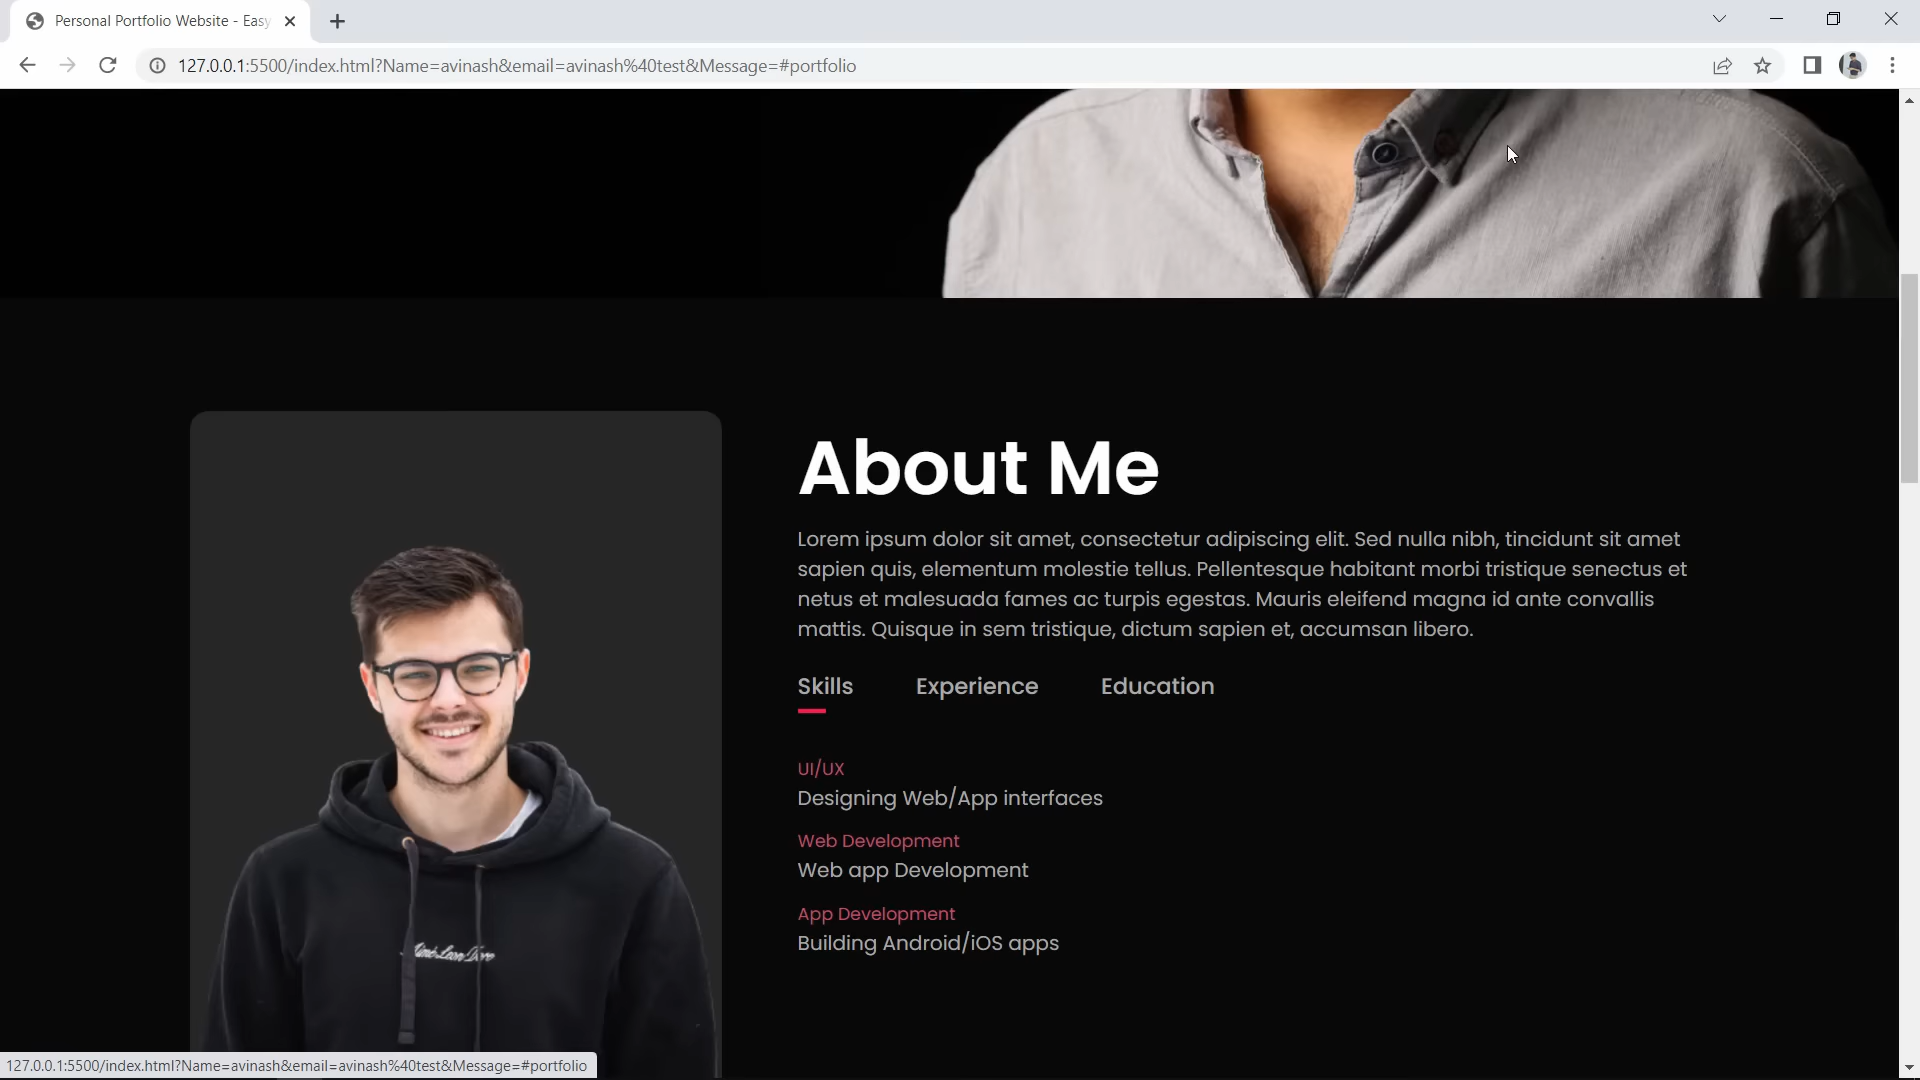 Personal Portfolio Website - Easy
127.0.0.1:5500/index.html?Name=avinash&email=avinash%40test&Message=#portfolio
About Me
Lorem ipsum dolor sit amet, consectetur adipiscing elit. Sed nulla nibh, tincidunt sit amet
sapien quis, elementum molestie tellus. Pellentesque habitant morbi tristique senectus et
netus et malesuada fames ac turpis egestas. Mauris eleifend magna id ante convallis
mattis. Quisque in sem tristique, dictum sapien et, accumsan libero.
Skills Experience Education
UI/UX
Designing Web/App interfaces
Web Development
Web app Development
App Development
Building Android/iOS apps
127.0.0.1:5500/index.html?Name=avinash&email=avinash%40test&Message=#portfolio